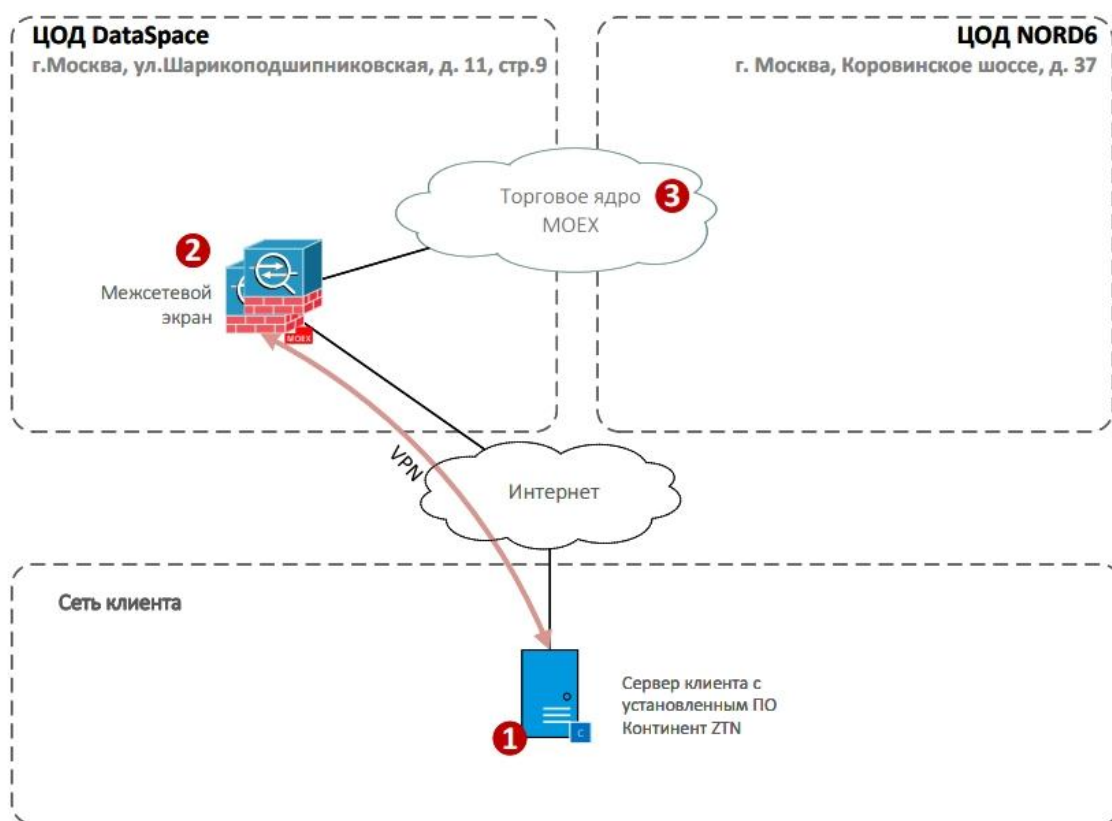 ЦОД DataSpace
г.Москва, ул.Шарикоподшипниковская, д. 11, стр.9
ЦОД NORD6
г. Москва, Коровинское шоссе, д. 37
Торговое ядро
MOEX
3
2
Межсетевой
экран
MOEX
VPN
Интернет
Сеть клиента
Сервер клиента с
установленным ПО
Континент ZTN
1
C